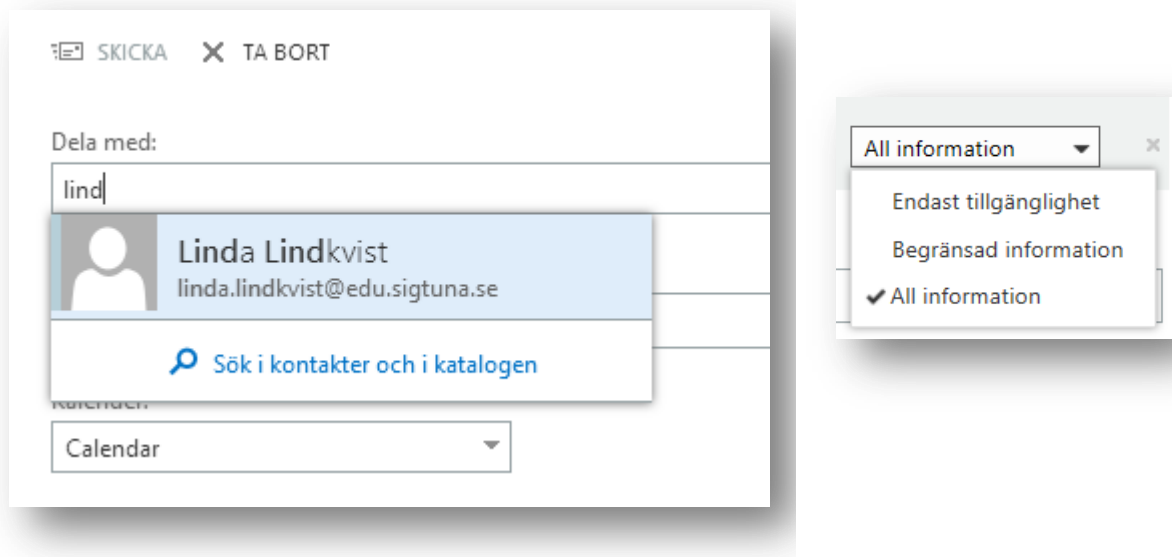 SKICKA TA BORT
Dela med:
lind
Linda Lindkvist
linda.lindkvist@edu.sigtuna.se
Sök i kontakter och i katalogen
Kalender:
Calendar
All information
Endast tillgänglighet
Begränsad information
All information